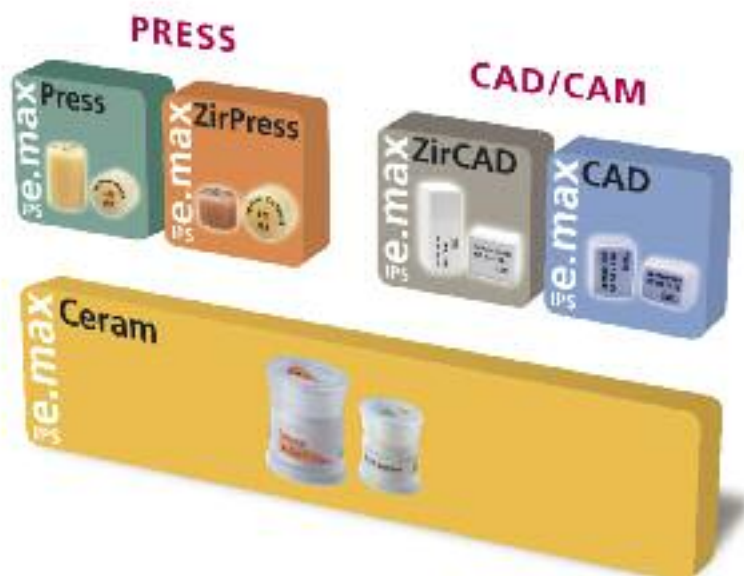 PRESS
CAD/CAM
IPS e.max
Press
IPS e.max
ZirPress
IPS e.max
ZirCAD
IPS e.max
CAD
IPS e.max
Ceram